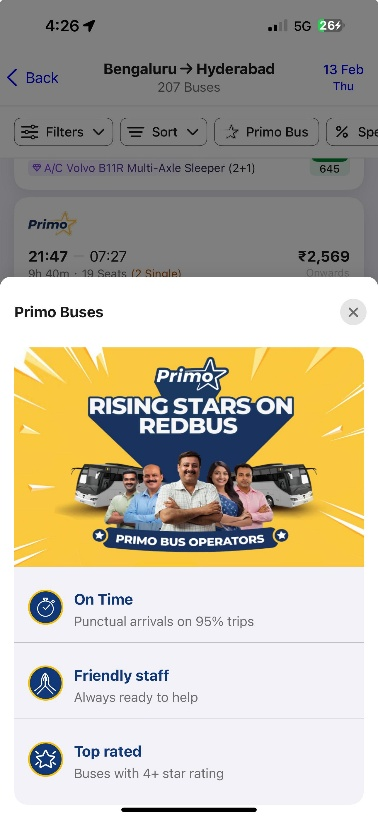 4:26
5G
26
Back
Bengaluru → Hyderabad
207 Buses
13 Feb
Thu
Filters
Sort
Primo Bus
% Spe
A/C Volvo B11R Multi-Axle Sleeper (2+1)
645
Primo
21:47 — 07:27
₹2,569
9h 40m · 19 Seats (2 Single)
Onwards
Primo Buses
Primo
RISING STARS ON
REDBUS
PRIMO BUS OPERATORS
On Time
Punctual arrivals on 95% trips
Friendly staff
Always ready to help
Top rated
Buses with 4+ star rating